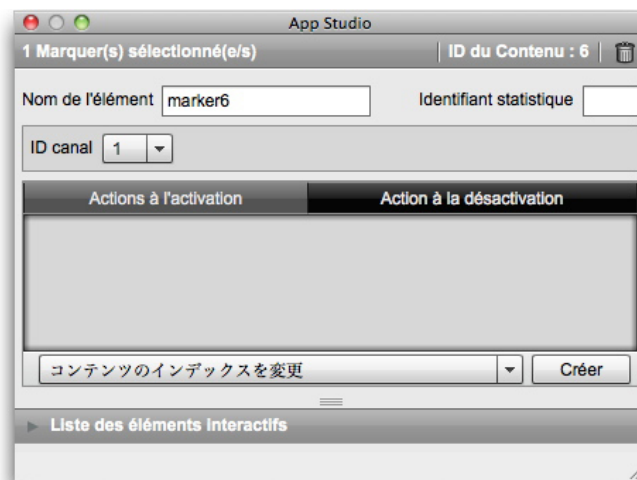 App Studio
1 Marquer(s) sélectionné(e/s) ID du Contenu : 6
Nom de l'élément marker6 Identifiant statistique
ID canal 1
Actions à l'activation Action à la désactivation
コンテンツのインデックスを変更 Créer
Liste des éléments interactifs